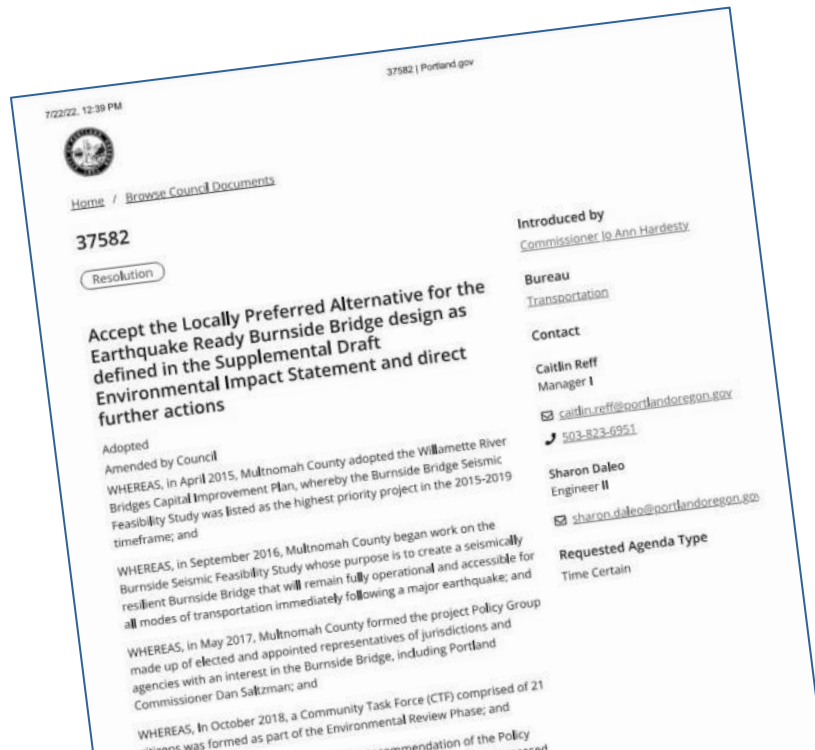 7/22/22, 12:39 PM
37582 | Portland.gov
Home / Browse Council Documents
37582
Resolution
Accept the Locally Preferred Alternative for the
Earthquake Ready Burnside Bridge design as
defined in the Supplemental Draft
Environmental Impact Statement and direct
further actions
Adopted
Amended by Council
WHEREAS, in April 2015, Multnomah County adopted the Willamette River
Bridges Capital Improvement Plan, whereby the Burnside Bridge Seismic
Feasibility Study was listed as the highest priority project in the 2015-2019
timeframe; and
WHEREAS, in September 2016, Multnomah County began work on the
Burnside Seismic Feasibility Study whose purpose is to create a seismically
resilient Burnside Bridge that will remain fully operational and accessible for
all modes of transportation immediately following a major earthquake; and
WHEREAS, in May 2017, Multnomah County formed the project Policy Group
made up of elected and appointed representatives of jurisdictions and
agencies with an interest in the Burnside Bridge, including Portland
Commissioner Dan Saltzman; and
WHEREAS, In October 2018, a Community Task Force (CTF) comprised of 21
citizens was formed as part of the Environmental Review Phase; and
of the Policy
Introduced by
Commissioner Jo Ann Hardesty
Bureau
Transportation
Contact
Caitlin Reff
Manager I
caitlin.reff@portlandoregon.gov
503-823-6951
Sharon Daleo
Engineer II
sharon.daleo@portlandoregon.gov
Requested Agenda Type
Time Certain